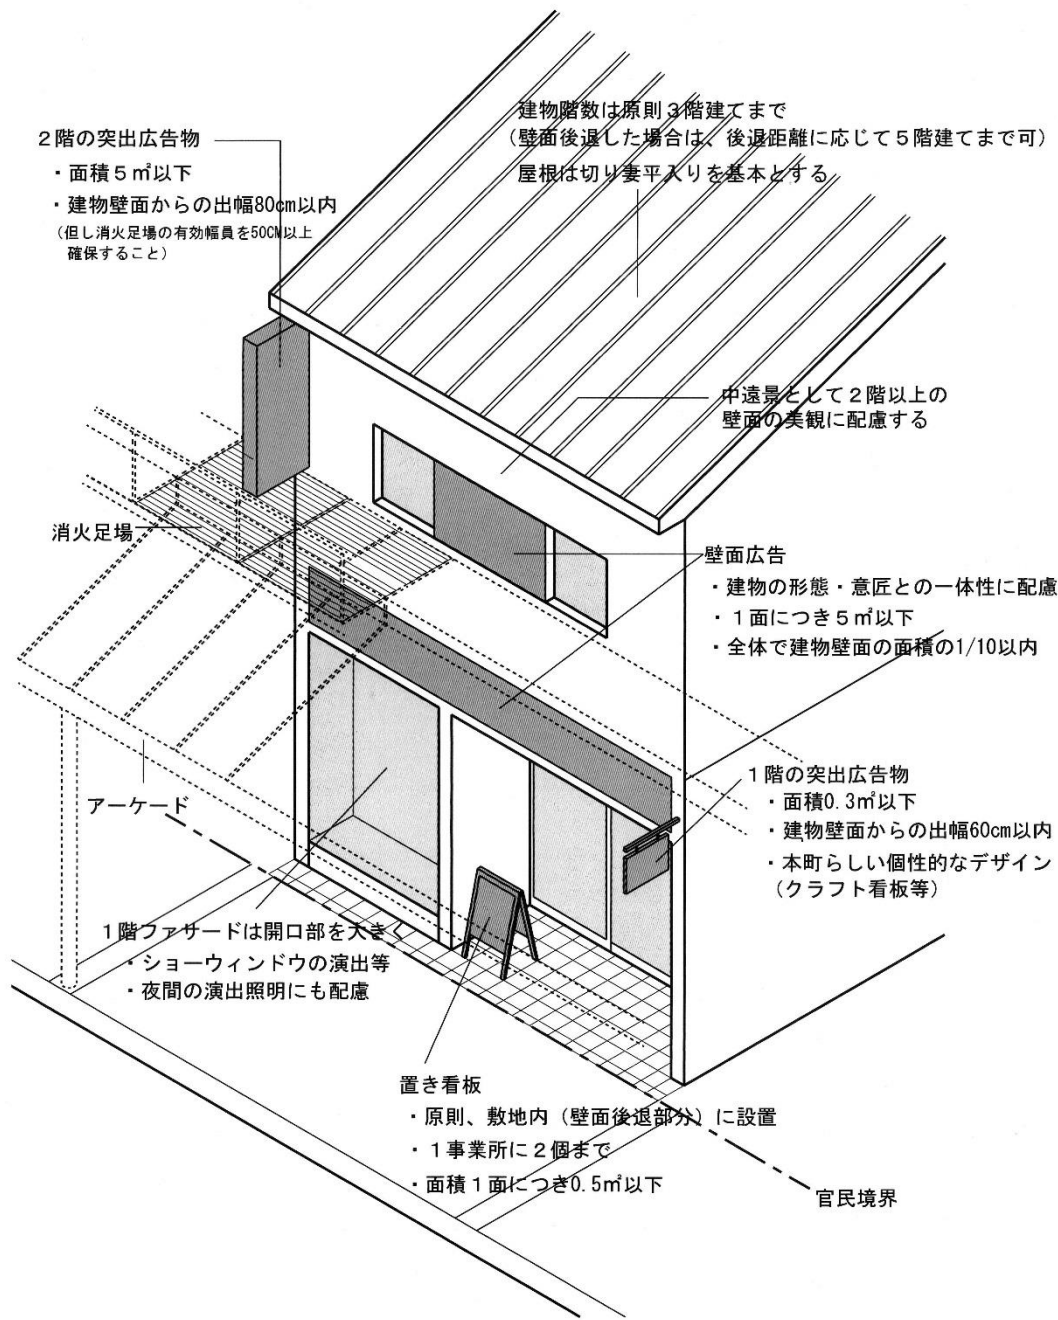 建物階数は原則３階建てまで
（壁面後退した場合は、後退距離に応じて５階建てまで可）
屋根は切り妻平入りを基本とする
２階の突出広告物
・面積５㎡以下
・建物壁面からの出幅80cm以内
（但し消火足場の有効幅員を50CM以上
確保すること）
中遠景として２階以上の
壁面の美観に配慮する
消火足場
壁面広告
・建物の形態・意匠との一体性に配慮
・１面につき５㎡以下
・全体で建物壁面の面積の1/10以内
１階の突出広告物
・面積0.3㎡以下
・建物壁面からの出幅60cm以内
・本町らしい個性的なデザイン
（クラフト看板等）
アーケード
１階ファサードは開口部を大きく
・ショーウィンドウの演出等
・夜間の演出照明にも配慮
置き看板
・原則、敷地内（壁面後退部分）に設置
・１事業所に２個まで
・面積１面につき0.5㎡以下
官民境界